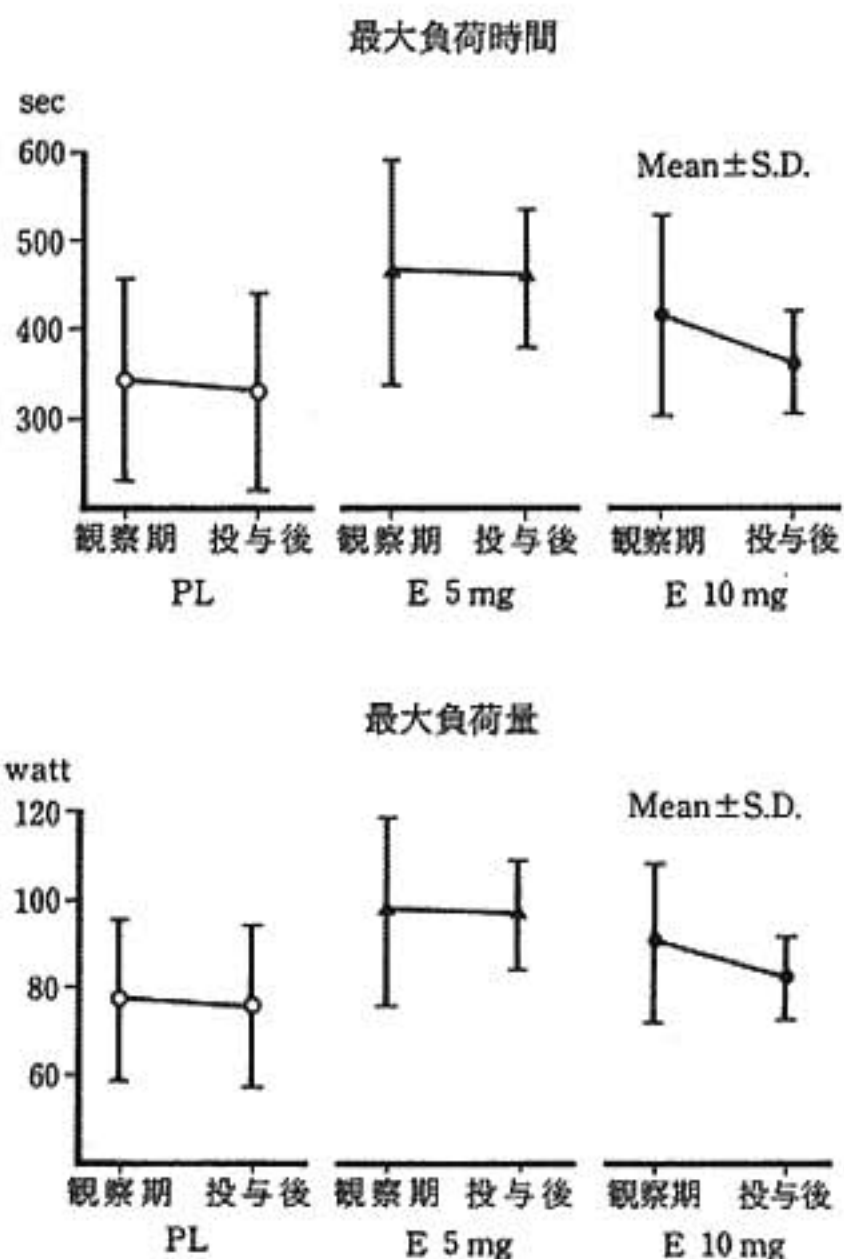 最大負荷時間
sec
600
Mean±S.D.
500
400
300
観察期 投与後 観察期 投与後 観察期 投与後
PL E 5 mg E 10 mg
最大負荷量
watt
120
Mean±S.D.
100
80
60
観察期 投与後 観察期 投与後 観察期 投与後
PL E 5 mg E 10 mg